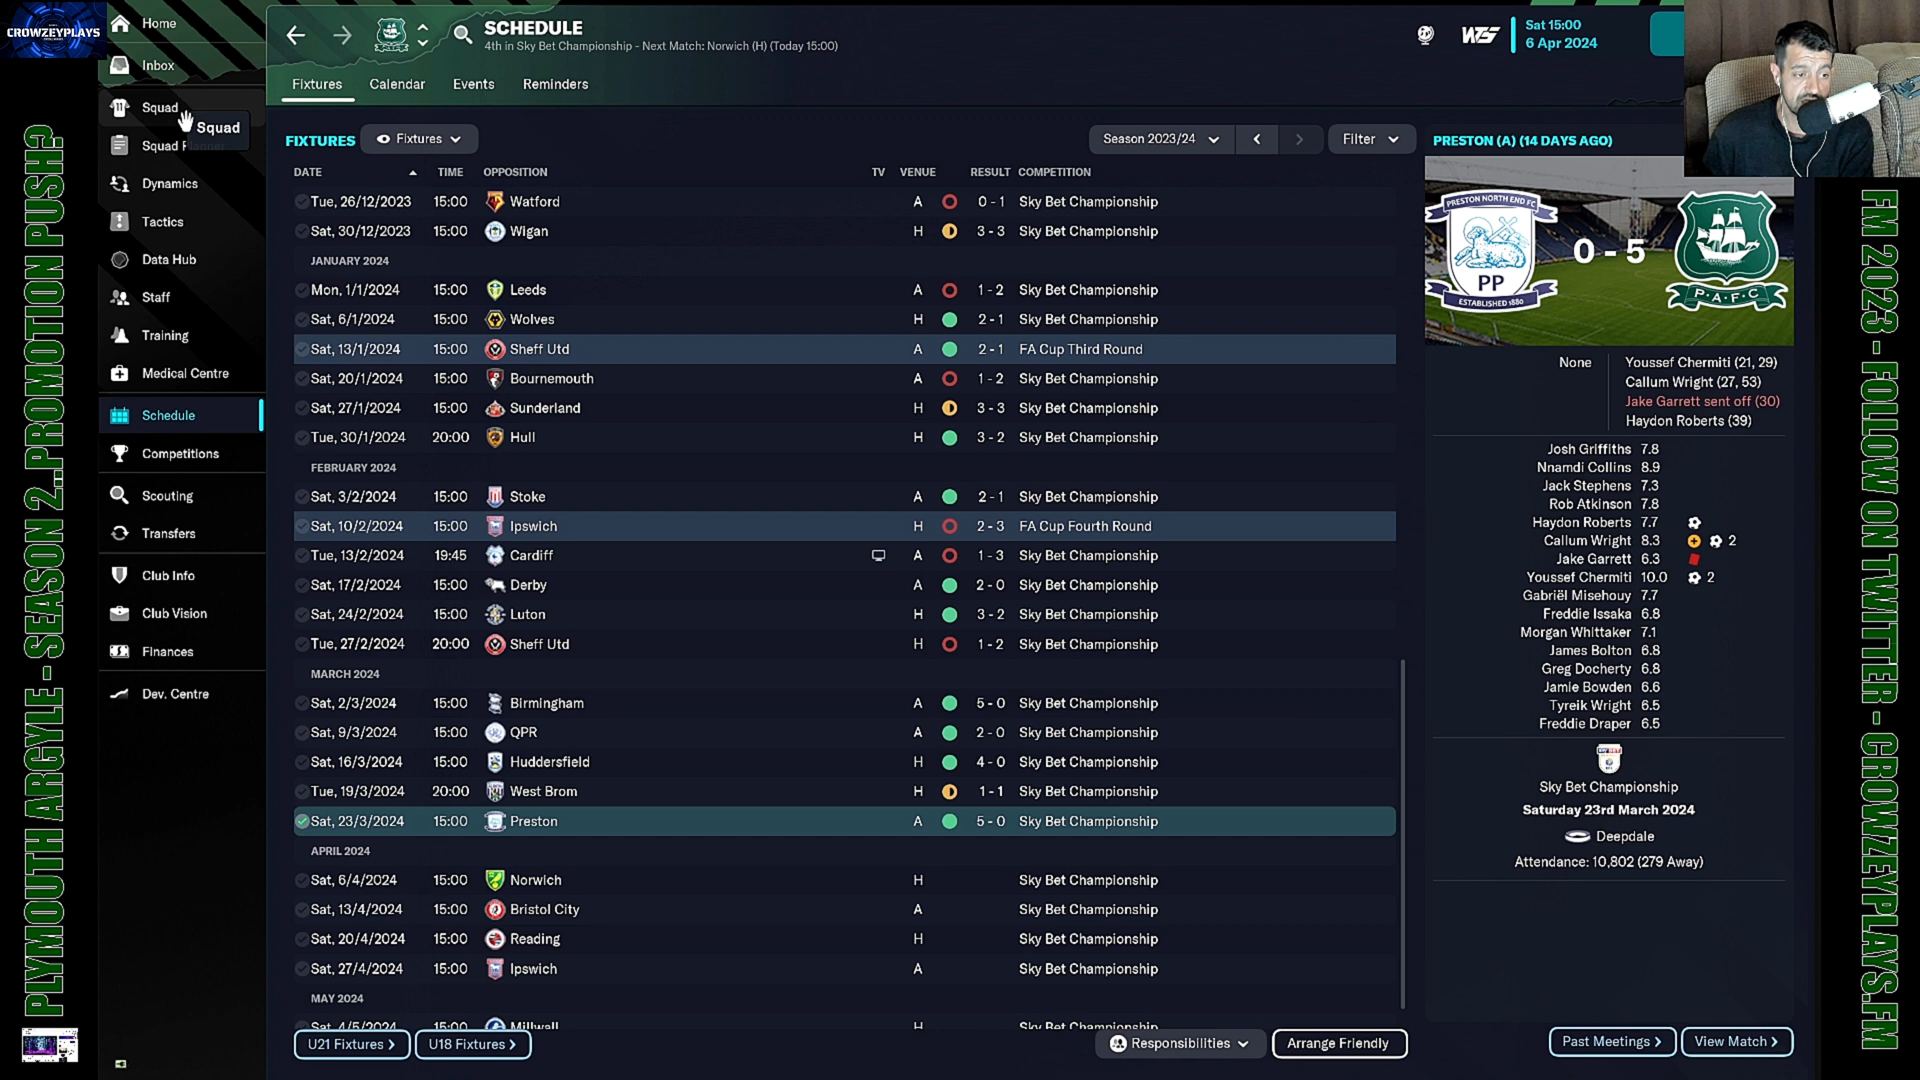 CROWZEYPLAYS
PLYMOUTH ARGYLE - SEASON 2...PROMOTION PUSH?
Home
Inbox
Squad
Squad
Squad P
Dynamics
Tactics
Data Hub
Staff
Training
Medical Centre
Schedule
Competitions
Scouting
Transfers
Club Info
Club Vision
Finances
Dev. Centre
SCHEDULE
4th in Sky Bet Championship - Next Match: Norwich (H) (Today 15:00)
Sat 15:00
6 Apr 2024
Fixtures Calendar Events Reminders
FIXTURES Fixtures Season 2023/24 Filter
DATE TIME OPPOSITION TV VENUE RESULT COMPETITION
Tue, 26/12/2023 15:00 Watford A 0 - 1 Sky Bet Championship
Sat, 30/12/2023 15:00 Wigan H 3 - 3 Sky Bet Championship
JANUARY 2024
Mon, 1/1/2024 15:00 Leeds A 1 - 2 Sky Bet Championship
Sat, 6/1/2024 15:00 Wolves H 2 - 1 Sky Bet Championship
Sat, 13/1/2024 15:00 Sheff Utd A 2 - 1 FA Cup Third Round
Sat, 20/1/2024 15:00 Bournemouth A 1 - 2 Sky Bet Championship
Sat, 27/1/2024 15:00 Sunderland H 3 - 3 Sky Bet Championship
Tue, 30/1/2024 20:00 Hull H 3 - 2 Sky Bet Championship
FEBRUARY 2024
Sat, 3/2/2024 15:00 Stoke A 2 - 1 Sky Bet Championship
Sat, 10/2/2024 15:00 Ipswich H 2 - 3 FA Cup Fourth Round
Tue, 13/2/2024 19:45 Cardiff A 1 - 3 Sky Bet Championship
Sat, 17/2/2024 15:00 Derby A 2 - 0 Sky Bet Championship
Sat, 24/2/2024 15:00 Luton H 3 - 2 Sky Bet Championship
Tue, 27/2/2024 20:00 Sheff Utd H 1 - 2 Sky Bet Championship
MARCH 2024
Sat, 2/3/2024 15:00 Birmingham A 5 - 0 Sky Bet Championship
Sat, 9/3/2024 15:00 QPR A 2 - 0 Sky Bet Championship
Sat, 16/3/2024 15:00 Huddersfield H 4 - 0 Sky Bet Championship
Tue, 19/3/2024 20:00 West Brom H 1 - 1 Sky Bet Championship
Sat, 23/3/2024 15:00 Preston A 5 - 0 Sky Bet Championship
APRIL 2024
Sat, 6/4/2024 15:00 Norwich H Sky Bet Championship
Sat, 13/4/2024 15:00 Bristol City A Sky Bet Championship
Sat, 20/4/2024 15:00 Reading H Sky Bet Championship
Sat, 27/4/2024 15:00 Ipswich A Sky Bet Championship
MAY 2024
Sat, 4/5/2024 15:00 Millwall H Sky Bet Championship
U21 Fixtures > U18 Fixtures > Responsibilities Arrange Friendly
PRESTON (A) (14 DAYS AGO)
PRESTON NORTH END FC
PP
ESTABLISHED 1880
0 - 5
P·A·F·C
None
Youssef Chermiti (21, 29)
Callum Wright (27, 53)
Jake Garrett sent off (30)
Haydon Roberts (39)
Josh Griffiths 7.8
Nnamdi Collins 8.9
Jack Stephens 7.3
Rob Atkinson 7.8
Haydon Roberts 7.7
Callum Wright 8.3 2
Jake Garrett 6.3
Youssef Chermiti 10.0 2
Gabriël Misehouy 7.7
Freddie Issaka 6.8
Morgan Whittaker 7.1
James Bolton 6.8
Greg Docherty 6.8
Jamie Bowden 6.6
Tyreik Wright 6.5
Freddie Draper 6.5
Sky Bet Championship
Saturday 23rd March 2024
Deepdale
Attendance: 10,802 (279 Away)
Past Meetings > View Match >
FM 2023 - FOLLOW ON TWITTER - CROWZEYPLAYS.FM